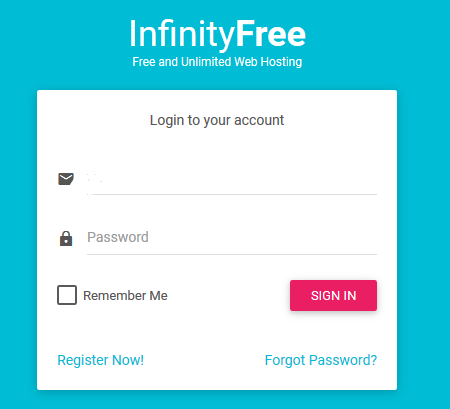 InfinityFree
Free and Unlimited Web Hosting
Login to your account
Password
Remember Me
SIGN IN
Register Now!
Forgot Password?